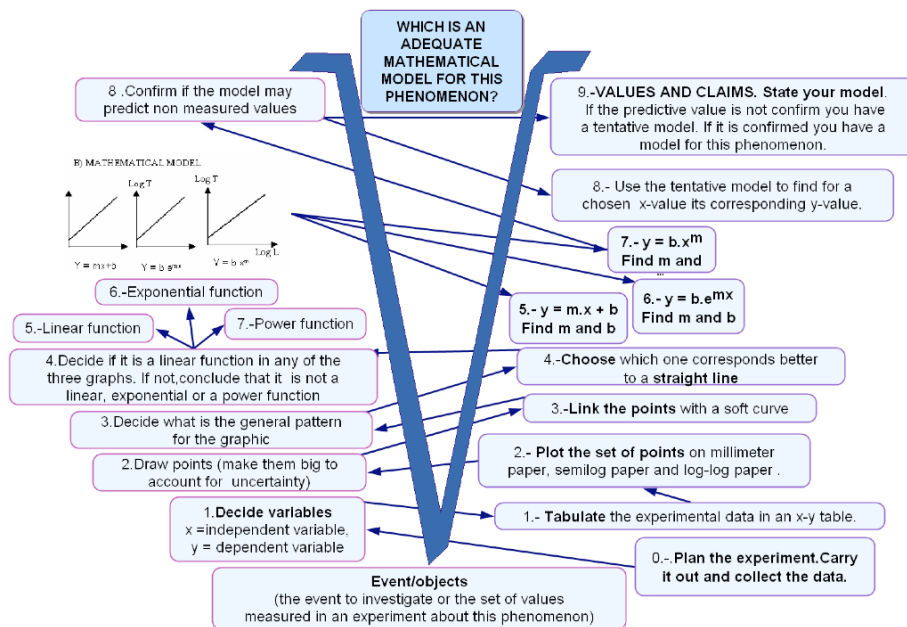 WHICH IS AN
ADEQUATE
MATHEMATICAL
MODEL FOR THIS
PHENOMENON?
8 .Confirm if the model may
predict non measured values
9.-VALUES AND CLAIMS. State your model.
If the predictive value is not confirm you have
a tentative model. If it is confirmed you have a
model for this phenomenon.
B) MATHEMATICAL MODEL
Log T
Log T
Log L
Y = mx+b
Y = b e^mx
Y = b x^m
8.- Use the tentative model to find for a
chosen x-value its corresponding y-value.
7.- y = b.x^m
Find m and
...
6.-Exponential function
5.-Linear function
7.-Power function
5.- y = m.x + b
Find m and b
6.- y = b.e^mx
Find m and b
4.Decide if it is a linear function in any of the
three graphs. If not,conclude that it is not a
linear, exponential or a power function
4.-Choose which one corresponds better
to a straight line
3.Decide what is the general pattern
for the graphic
3.-Link the points with a soft curve
2.Draw points (make them big to
account for uncertainty)
2.- Plot the set of points on millimeter
paper, semilog paper and log-log paper .
1.Decide variables
x =independent variable,
y = dependent variable
1.- Tabulate the experimental data in an x-y table.
0.-.Plan the experiment.Carry
it out and collect the data.
Event/objects
(the event to investigate or the set of values
measured in an experiment about this phenomenon)